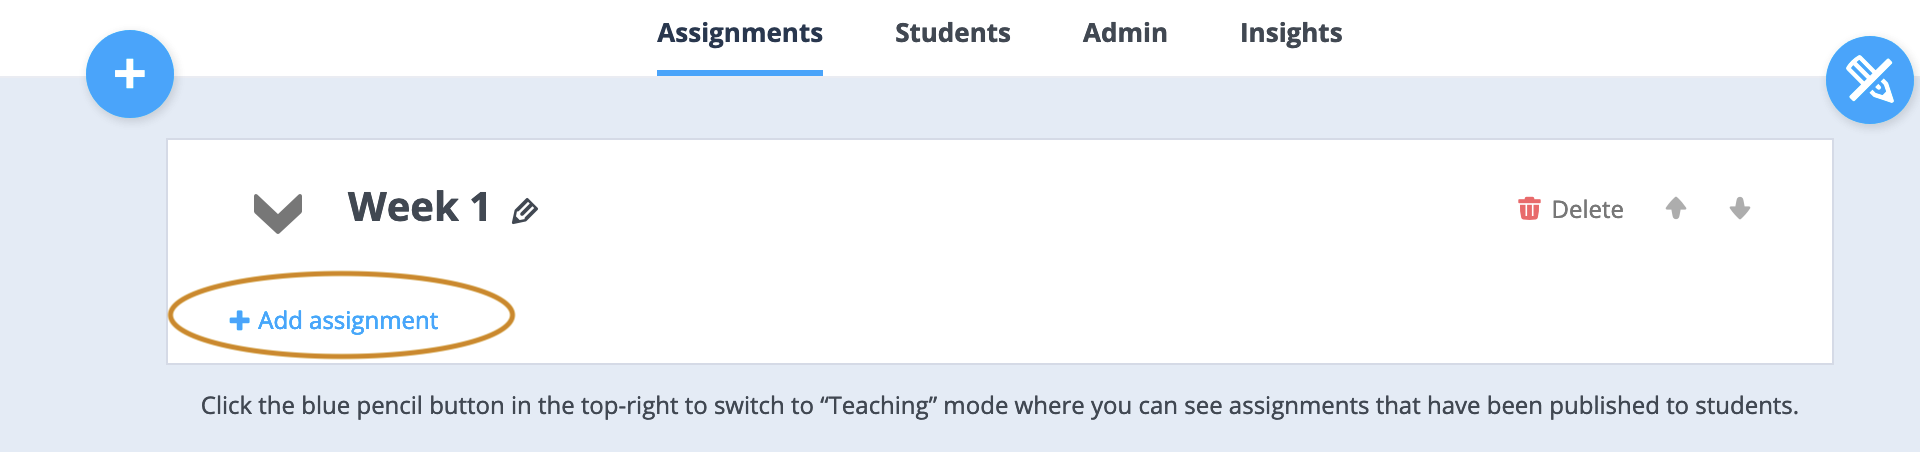 Assignments Students Admin Insights
Week 1
Delete
Add assignment
Click the blue pencil button in the top-right to switch to “Teaching” mode where you can see assignments that have been published to students.